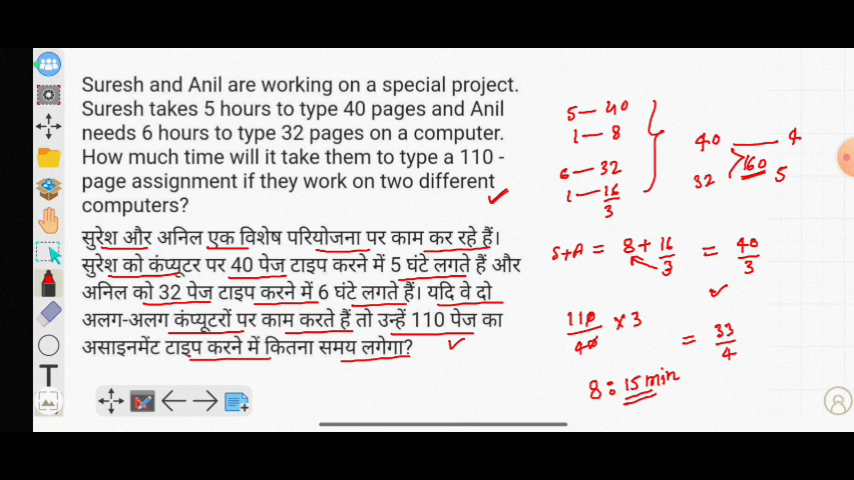 Suresh and Anil are working on a special project.
Suresh takes 5 hours to type 40 pages and Anil
needs 6 hours to type 32 pages on a computer.
How much time will it take them to type a 110 -
page assignment if they work on two different
computers?
सुरेश और अनिल एक विशेष परियोजना पर काम कर रहे हैं।
सुरेश को कंप्यूटर पर 40 पेज टाइप करने में 5 घंटे लगते हैं और
अनिल को 32 पेज टाइप करने में 6 घंटे लगते हैं। यदि वे दो
अलग-अलग कंप्यूटरों पर काम करते हैं तो उन्हें 110 पेज का
असाइनमेंट टाइप करने में कितना समय लगेगा?
5 — 40
1 — 8
6 — 32
1 — 16/3
40 — 4
32 160 5
S+A = 8 + 16/3 = 40/3
110/40 × 3 = 33/4
8 : 15 min
T